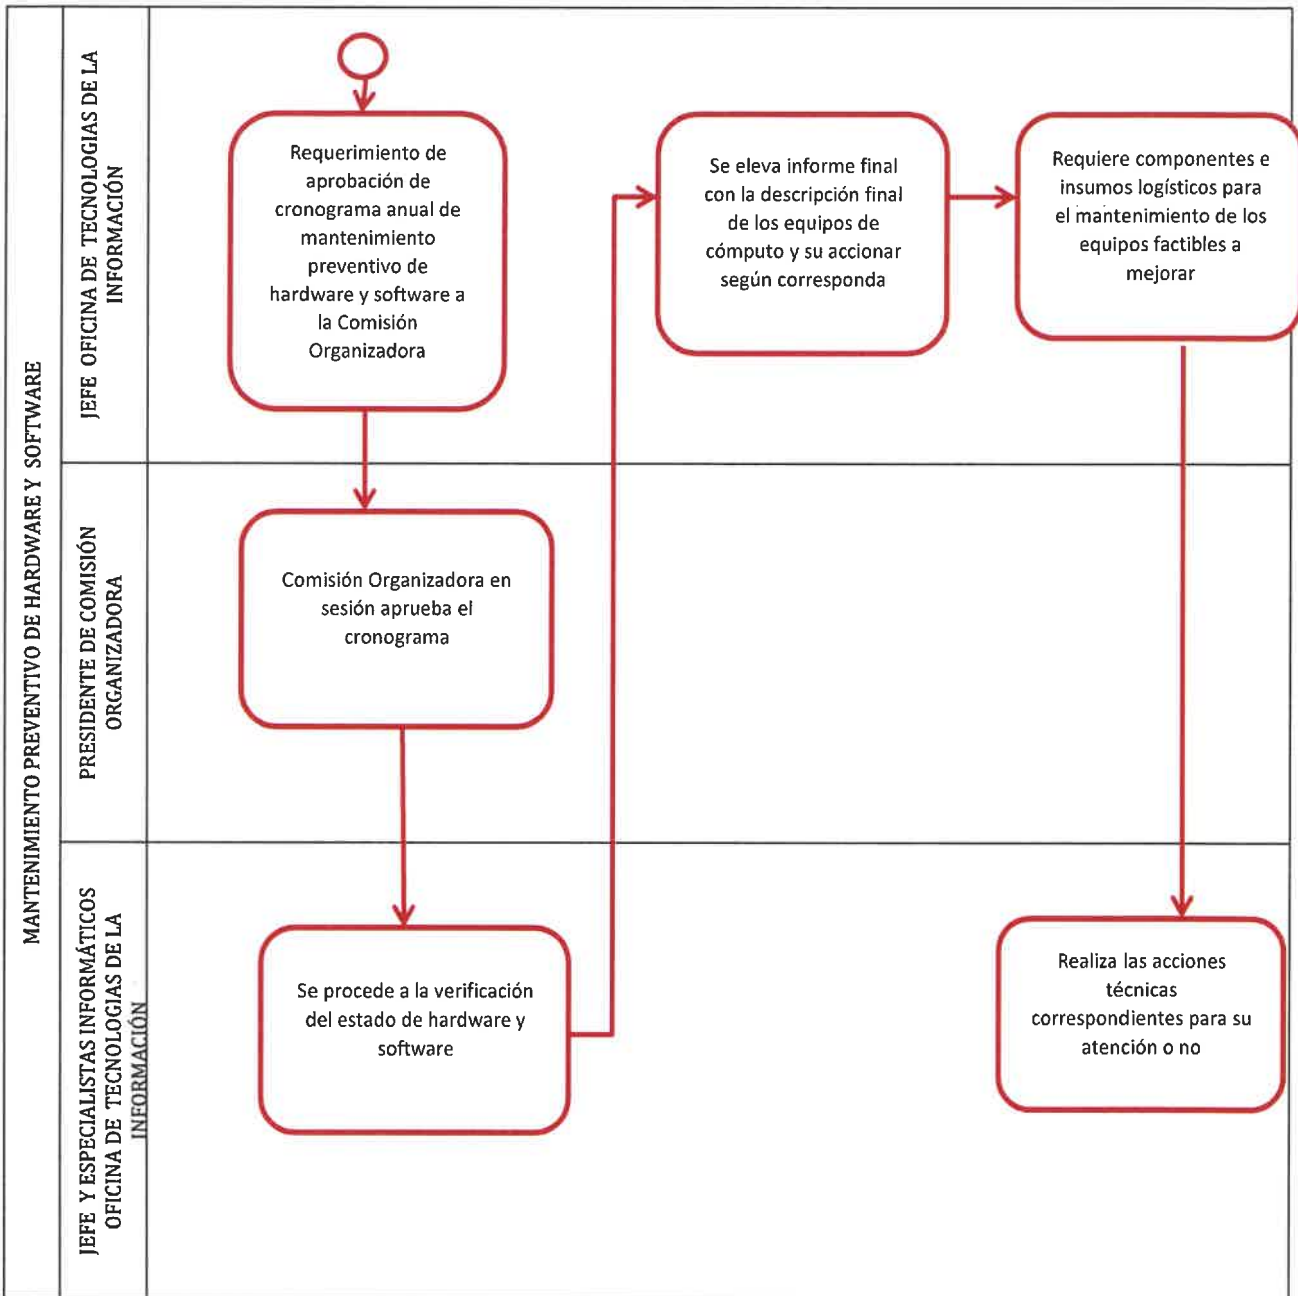 MANTENIMIENTO PREVENTIVO DE HARDWARE Y SOFTWARE
JEFE OFICINA DE TECNOLOGIAS DE LA
INFORMACIÓN
Requerimiento de
aprobación de
cronograma anual de
mantenimiento
preventivo de
hardware y software a
la Comisión
Organizadora
Se eleva informe final
con la descripción final
de los equipos de
cómputo y su accionar
según corresponda
Requiere componentes e
insumos logísticos para
el mantenimiento de los
equipos factibles a
mejorar
PRESIDENTE DE COMISIÓN
ORGANIZADORA
Comisión Organizadora en
sesión aprueba el
cronograma
JEFE Y ESPECIALISTAS INFORMÁTICOS
OFICINA DE TECNOLOGIAS DE LA
INFORMACIÓN
Se procede a la verificación
del estado de hardware y
software
Realiza las acciones
técnicas
correspondientes para su
atención o no